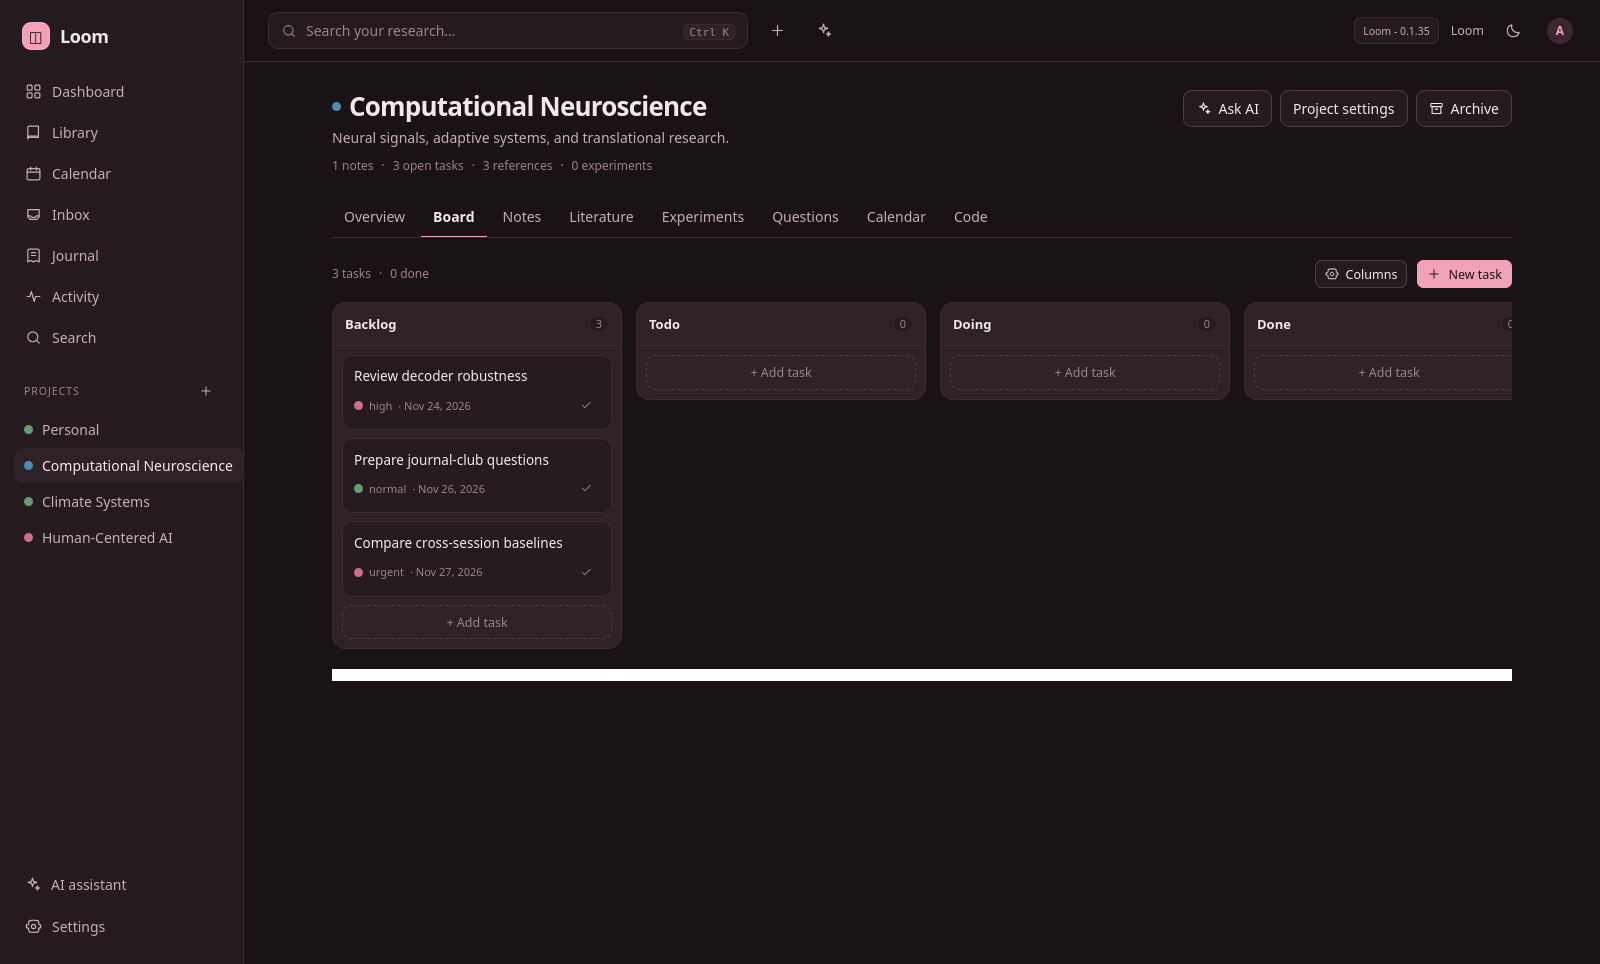 Loom
Dashboard
Library
Calendar
Inbox
Journal
Activity
Search
PROJECTS
Personal
Computational Neuroscience
Climate Systems
Human-Centered AI
AI assistant
Settings
Search your research... Ctrl K
Loom - 0.1.35 Loom A
Computational Neuroscience
Neural signals, adaptive systems, and translational research.
1 notes · 3 open tasks · 3 references · 0 experiments
Ask AI Project settings Archive
Overview Board Notes Literature Experiments Questions Calendar Code
3 tasks · 0 done
Columns + New task
Backlog 3
Review decoder robustness
high · Nov 24, 2026
Prepare journal-club questions
normal · Nov 26, 2026
Compare cross-session baselines
urgent · Nov 27, 2026
+ Add task
Todo 0
+ Add task
Doing 0
+ Add task
Done 0
+ Add task